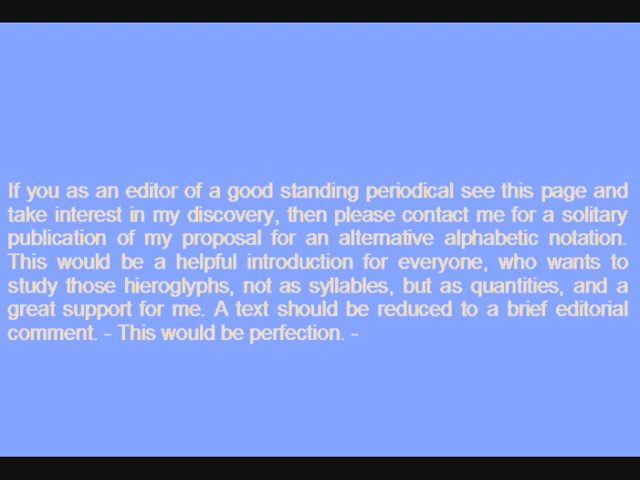 If you as an editor of a good standing periodical see this page and
take interest in my discovery, then please contact me for a solitary
publication of my proposal for an alternative alphabetic notation.
This would be a helpful introduction for everyone, who wants to
study those hieroglyphs, not as syllables, but as quantities, and a
great support for me. A text should be reduced to a brief editorial
comment. - This would be perfection. -